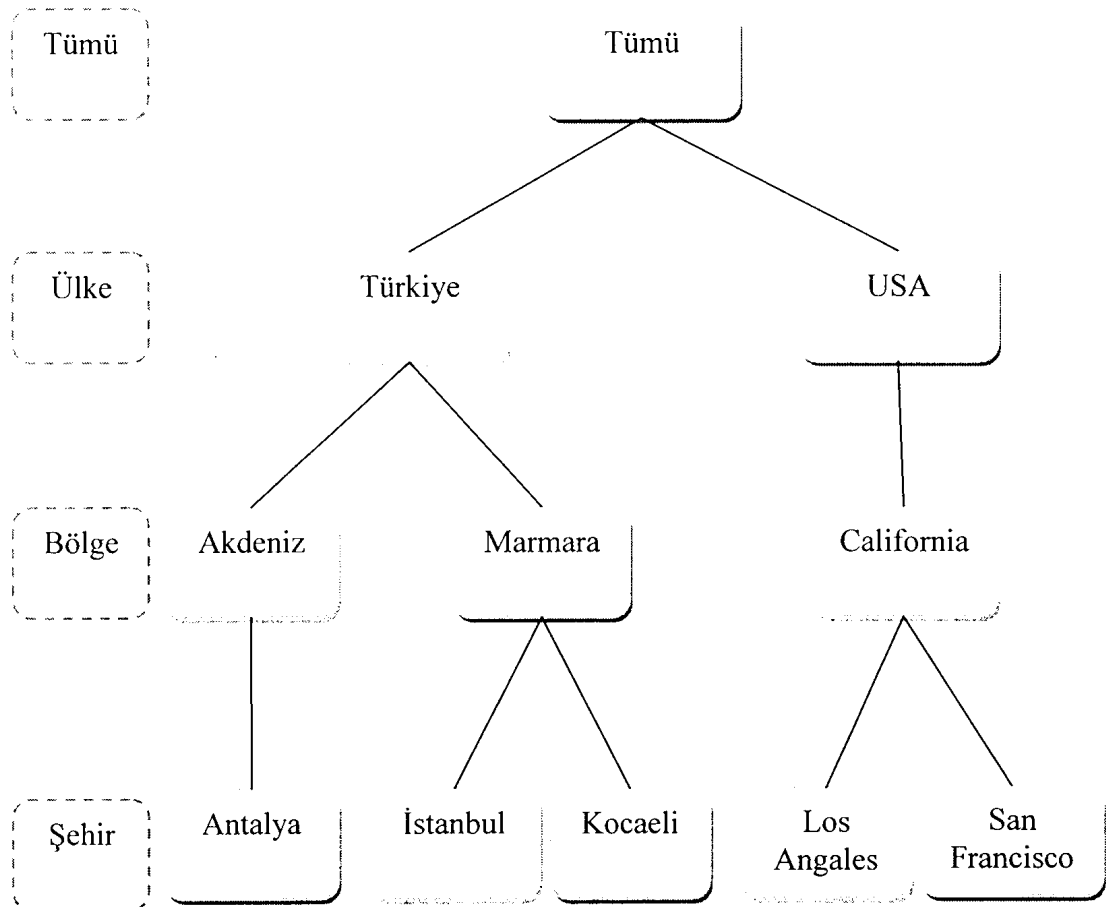 Tümü
Tümü
Ülke
Türkiye
USA
Bölge
Akdeniz
Marmara
California
Şehir
Antalya
İstanbul
Kocaeli
Los
Angales
San
Francisco